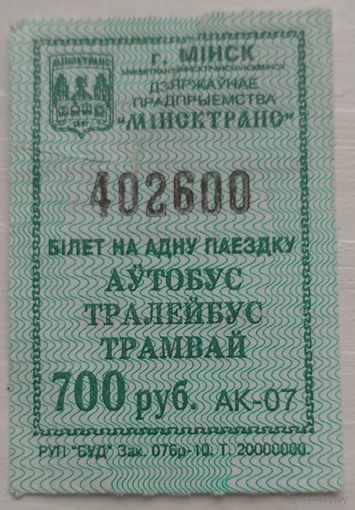 МІНСКТРАНС
г. МІНСК
ДЗЯРЖАЎНАЕ
ПРАДПРЫЕМСТВА
"МІНСКТРАНС"
402600
БІЛЕТ НА АДНУ ПАЕЗДКУ
АЎТОБУС
ТРАЛЕЙБУС
ТРАМВАЙ
700 руб. АК-07
РУП "БУД" Зак. 076р-10. Т. 20000000.